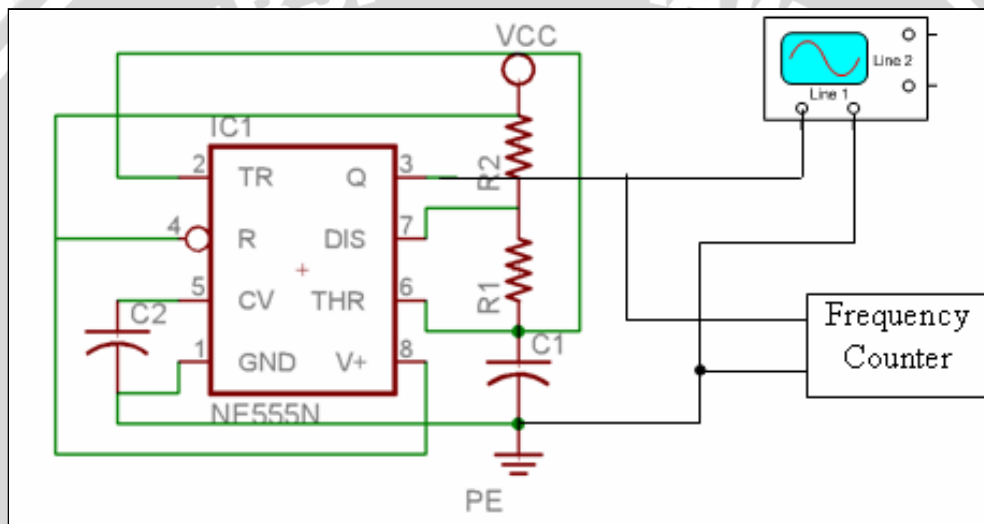 VCC
Line 2
Line 1
IC1
2 TR Q 3
R2
4 R DIS 7
5 CV THR 6
R1
C2
C1
1 GND V+ 8
NE555N
PE
Frequency
Counter